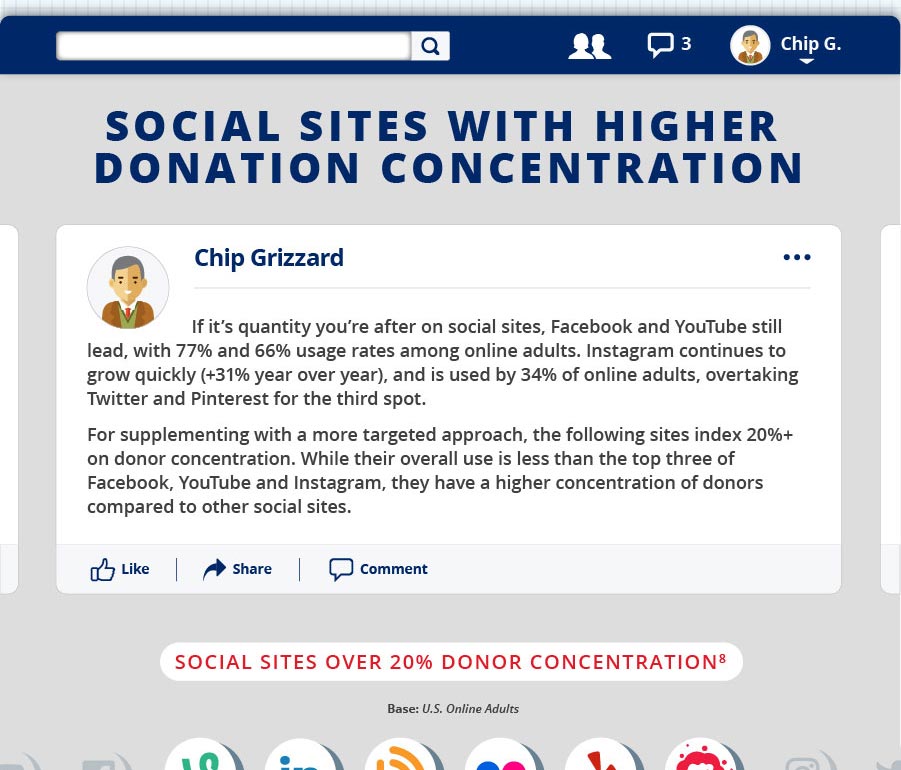 3
Chip G.
SOCIAL SITES WITH HIGHER
DONATION CONCENTRATION
Chip Grizzard
If it’s quantity you’re after on social sites, Facebook and YouTube still
lead, with 77% and 66% usage rates among online adults. Instagram continues to
grow quickly (+31% year over year), and is used by 34% of online adults, overtaking
Twitter and Pinterest for the third spot.
For supplementing with a more targeted approach, the following sites index 20%+
on donor concentration. While their overall use is less than the top three of
Facebook, YouTube and Instagram, they have a higher concentration of donors
compared to other social sites.
Like
Share
Comment
SOCIAL SITES OVER 20% DONOR CONCENTRATION⁸
Base: U.S. Online Adults